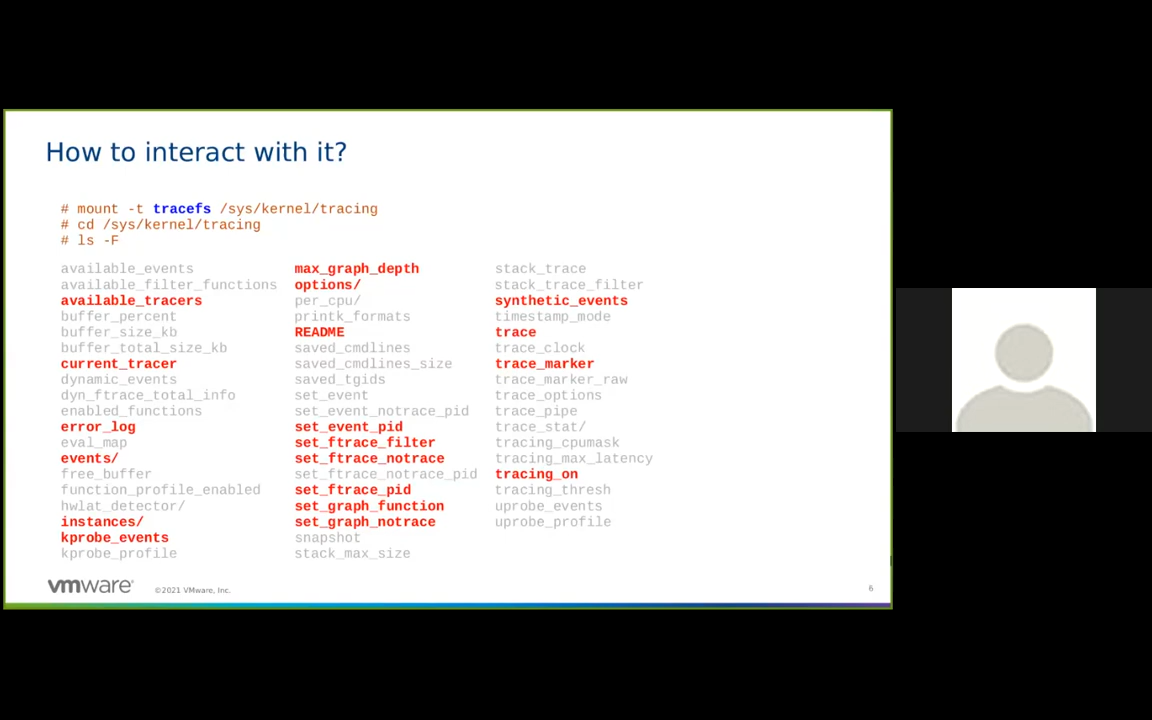 How to interact with it?
# mount -t tracefs /sys/kernel/tracing
# cd /sys/kernel/tracing
# ls -F
available_events
available_filter_functions
available_tracers
buffer_percent
buffer_size_kb
buffer_total_size_kb
current_tracer
dynamic_events
dyn_ftrace_total_info
enabled_functions
error_log
eval_map
events/
free_buffer
function_profile_enabled
hwlat_detector/
instances/
kprobe_events
kprobe_profile
max_graph_depth
options/
per_cpu/
printk_formats
README
saved_cmdlines
saved_cmdlines_size
saved_tgids
set_event
set_event_notrace_pid
set_event_pid
set_ftrace_filter
set_ftrace_notrace
set_ftrace_notrace_pid
set_ftrace_pid
set_graph_function
set_graph_notrace
snapshot
stack_max_size
stack_trace
stack_trace_filter
synthetic_events
timestamp_mode
trace
trace_clock
trace_marker
trace_marker_raw
trace_options
trace_pipe
trace_stat/
tracing_cpumask
tracing_max_latency
tracing_on
tracing_thresh
uprobe_events
uprobe_profile
vmware®
©2021 VMware, Inc.
6